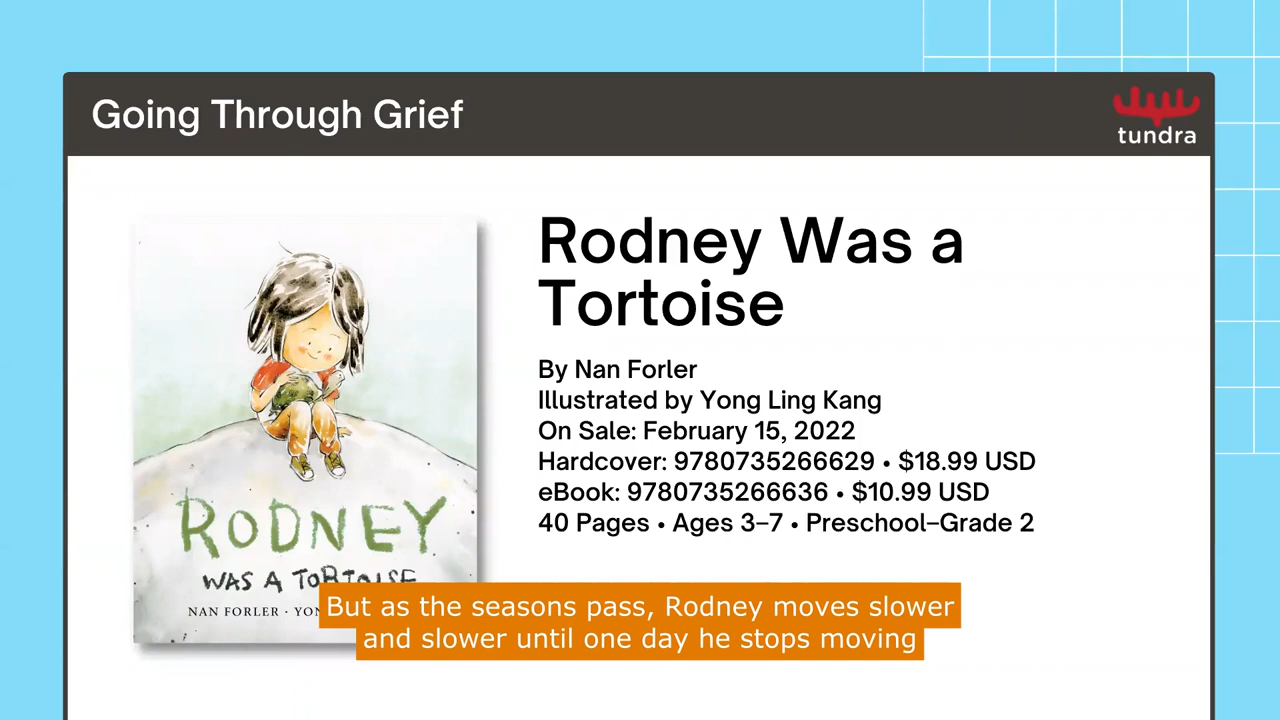 Going Through Grief
tundra
Rodney Was a
Tortoise
By Nan Forler
Illustrated by Yong Ling Kang
On Sale: February 15, 2022
Hardcover: 9780735266629 • $18.99 USD
eBook: 9780735266636 • $10.99 USD
40 Pages • Ages 3–7 • Preschool–Grade 2
RODNEY
WAS A TORTOISE
NAN FORLER · YON
But as the seasons pass, Rodney moves slower
and slower until one day he stops moving